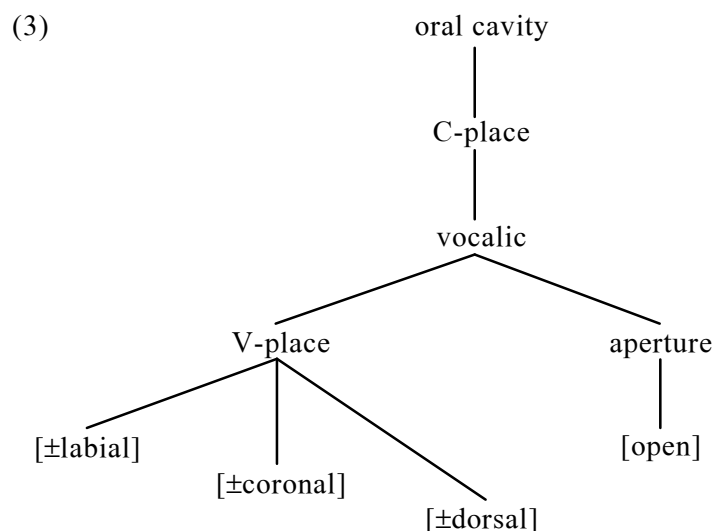 (3) oral cavity
C-place
vocalic
V-place aperture
[±labial] [open]
[±coronal]
[±dorsal]